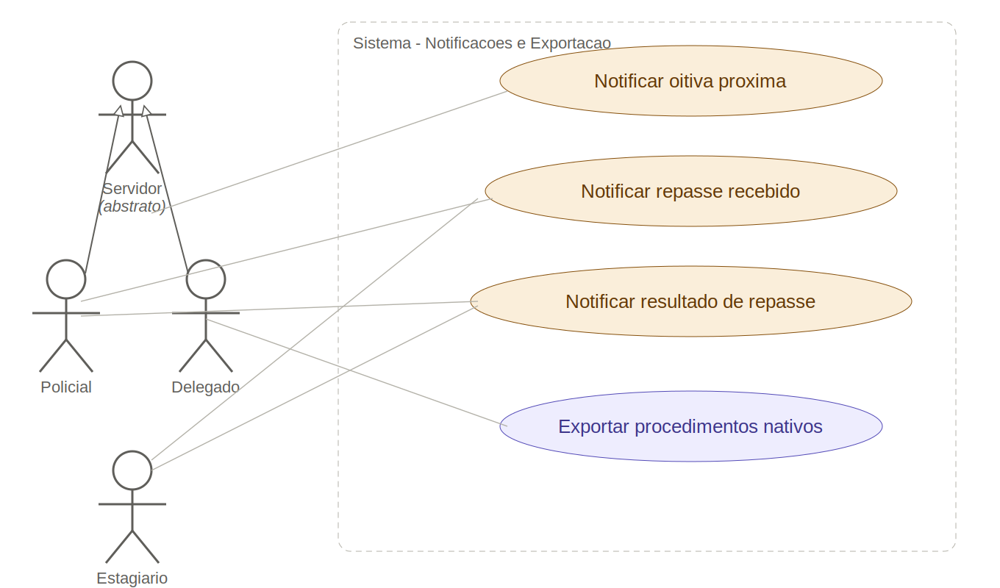 Sistema - Notificacoes e Exportacao
Notificar oitiva proxima
Servidor
(abstrato)
Notificar repasse recebido
Notificar resultado de repasse
Policial
Delegado
Exportar procedimentos nativos
Estagiario